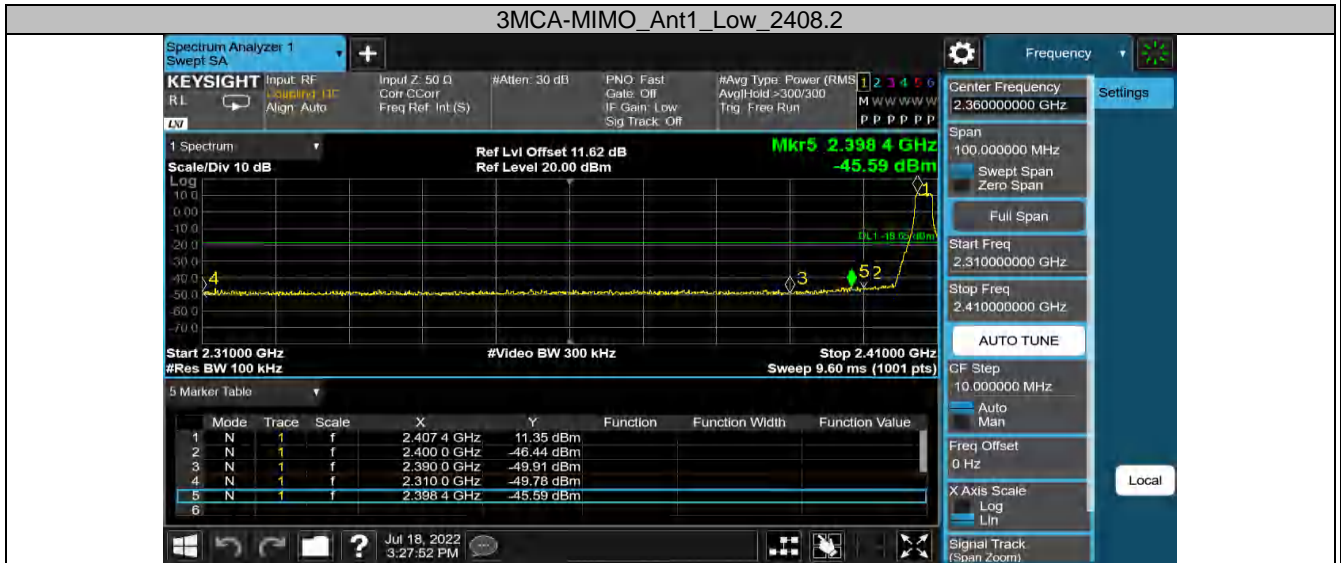 3MCA-MIMO_Ant1_Low_2408.2
Spectrum Analyzer 1
Swept SA
+
Frequency
KEYSIGHT
RL
LXI
Input: RF
Coupling: DC
Align: Auto
Input Z: 50 Ω
Corr CCorr
Freq Ref: Int (S)
#Atten: 30 dB
PNO: Fast
Gate: Off
IF Gain: Low
Sig Track: Off
#Avg Type: Power (RMS
Avg|Hold >300/300
Trig: Free Run
1 2 3 4 5 6
M W W W W W
P P P P P P
1 Spectrum
Scale/Div 10 dB
Ref Lvl Offset 11.62 dB
Ref Level 20.00 dBm
Mkr5 2.398 4 GHz
-45.59 dBm
Log
10.0
0.00
-10.0
-20.0
-30.0
-40.0
-50.0
-60.0
-70.0
1
4
3
5
2
Start 2.31000 GHz
#Video BW 300 kHz
Stop 2.41000 GHz
#Res BW 100 kHz
Sweep 9.60 ms (1001 pts)
5 Marker Table
Mode Trace Scale X Y Function Function Width Function Value
1 N 1 f 2.407 4 GHz 11.35 dBm
2 N 1 f 2.400 0 GHz -46.44 dBm
3 N 1 f 2.390 0 GHz -49.91 dBm
4 N 1 f 2.310 0 GHz -49.78 dBm
5 N 1 f 2.398 4 GHz -45.59 dBm
6
?
Jul 18, 2022
3:27:52 PM
Center Frequency
2.360000000 GHz
Settings
Span
100.000000 MHz
Swept Span
Zero Span
Full Span
Start Freq
2.310000000 GHz
Stop Freq
2.410000000 GHz
AUTO TUNE
CF Step
10.000000 MHz
Auto
Man
Freq Offset
0 Hz
X Axis Scale
Log
Lin
Local
Signal Track
(Span Zoom)